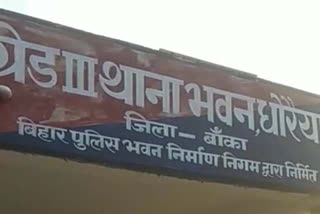 ग्रेड III थाना भवन, धोरैया
जिला – बाँका
बिहार पुलिस भवन निर्माण निगम द्वारा निर्मित